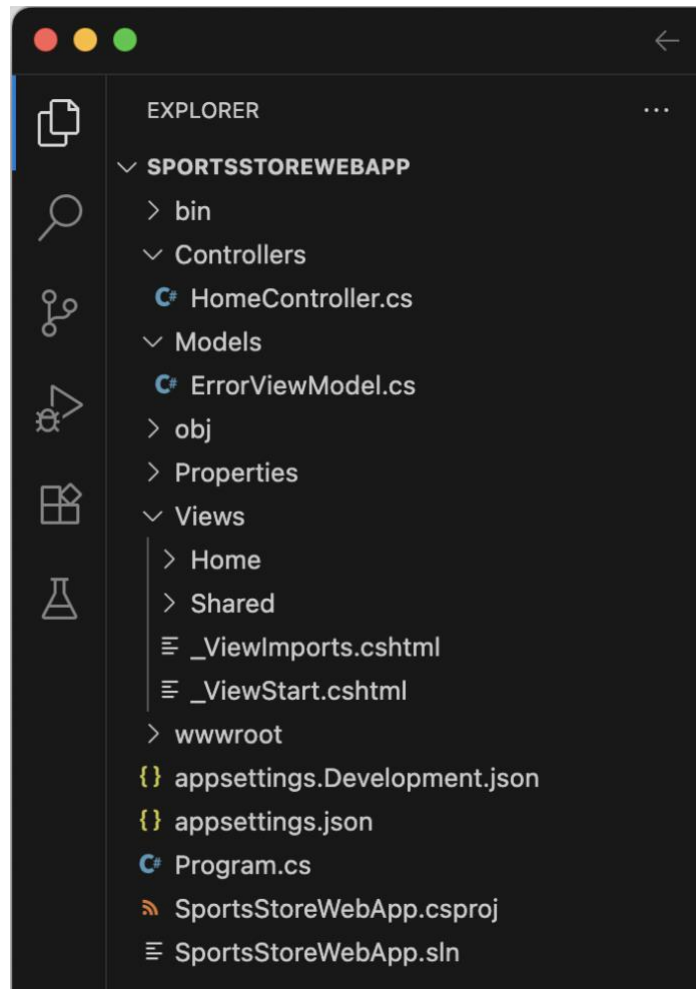 EXPLORER
SPORTSSTOREWEBAPP
bin
Controllers
C# HomeController.cs
Models
C# ErrorViewModel.cs
obj
Properties
Views
Home
Shared
_ViewImports.cshtml
_ViewStart.cshtml
wwwroot
{} appsettings.Development.json
{} appsettings.json
C# Program.cs
SportsStoreWebApp.csproj
SportsStoreWebApp.sln